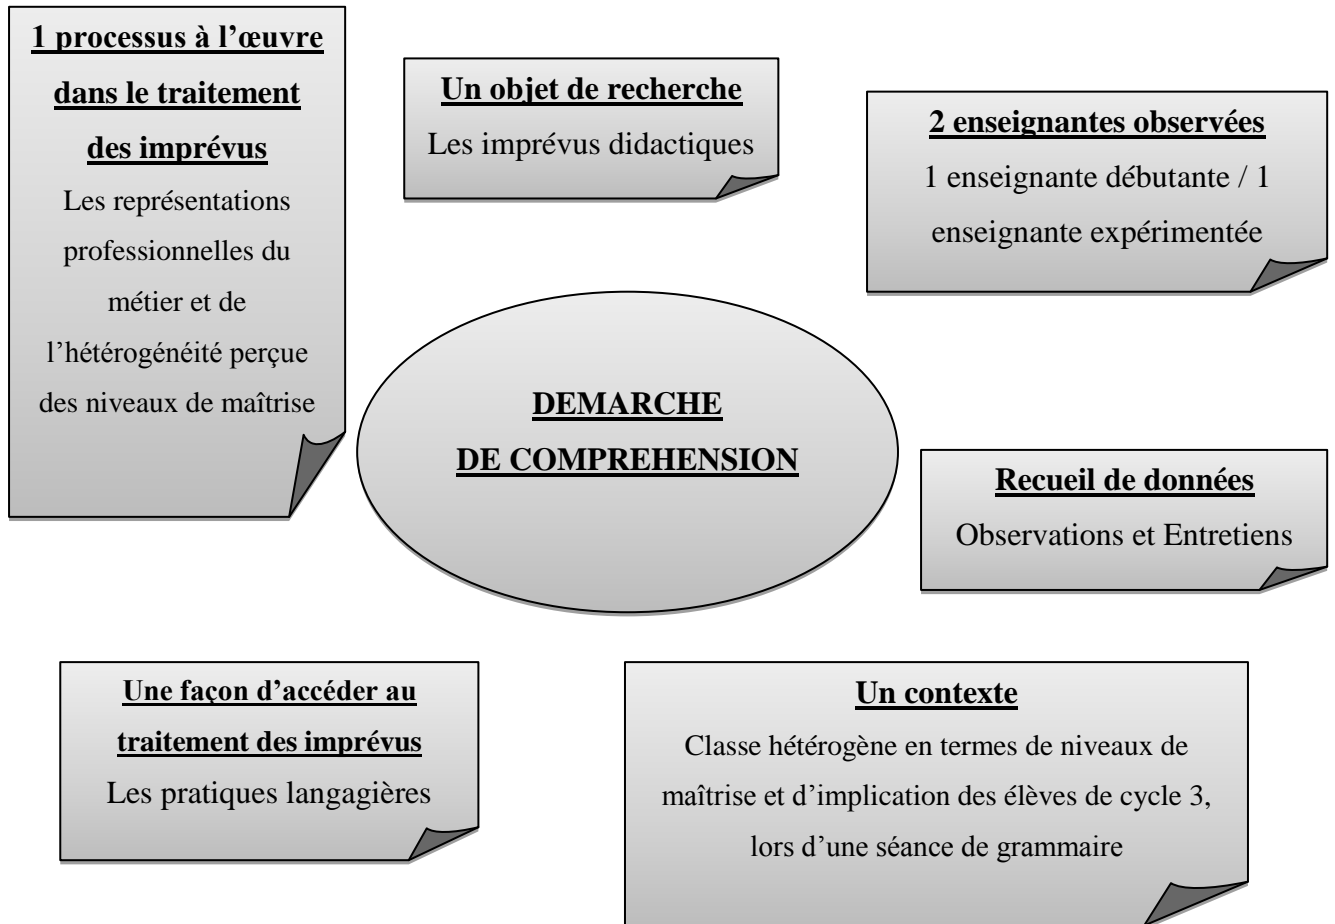 1 processus à l’œuvre
dans le traitement
des imprévus
Les représentations
professionnelles du
métier et de
l’hétérogénéité perçue
des niveaux de maîtrise
Un objet de recherche
Les imprévus didactiques
2 enseignantes observées
1 enseignante débutante / 1
enseignante expérimentée
DEMARCHE
DE COMPREHENSION
Recueil de données
Observations et Entretiens
Une façon d’accéder au
traitement des imprévus
Les pratiques langagières
Un contexte
Classe hétérogène en termes de niveaux de
maîtrise et d’implication des élèves de cycle 3,
lors d’une séance de grammaire